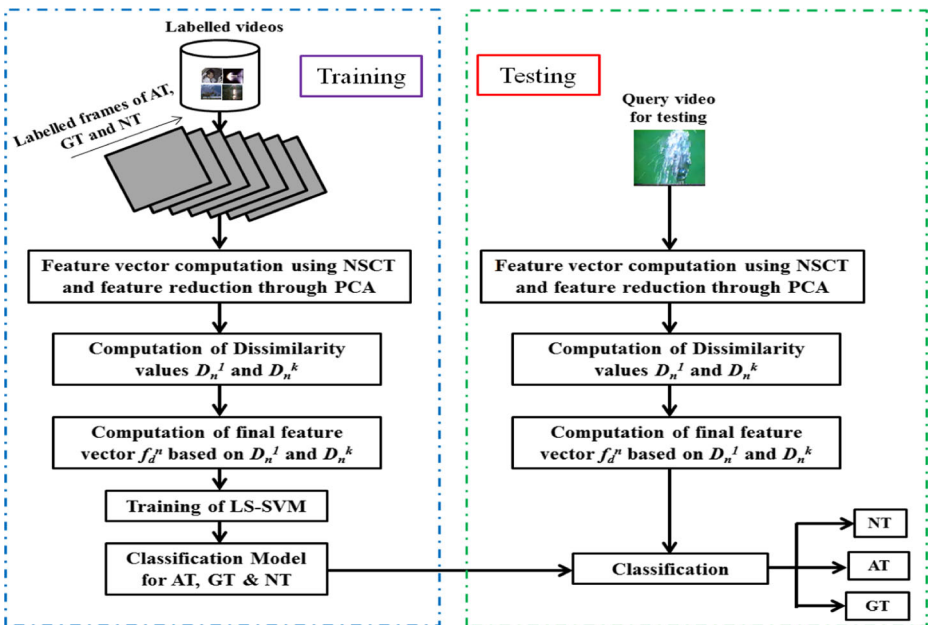 Labelled videos
Training
Labelled frames of AT,
GT and NT
Feature vector computation using NSCT
and feature reduction through PCA
Computation of Dissimilarity
values Dₙ¹ and Dₙᵏ
Computation of final feature
vector f_dⁿ based on Dₙ¹ and Dₙᵏ
Training of LS-SVM
Classification Model
for AT, GT & NT
Testing
Query video
for testing
Feature vector computation using NSCT
and feature reduction through PCA
Computation of Dissimilarity
values Dₙ¹ and Dₙᵏ
Computation of final feature
vector f_dⁿ based on Dₙ¹ and Dₙᵏ
Classification
NT
AT
GT